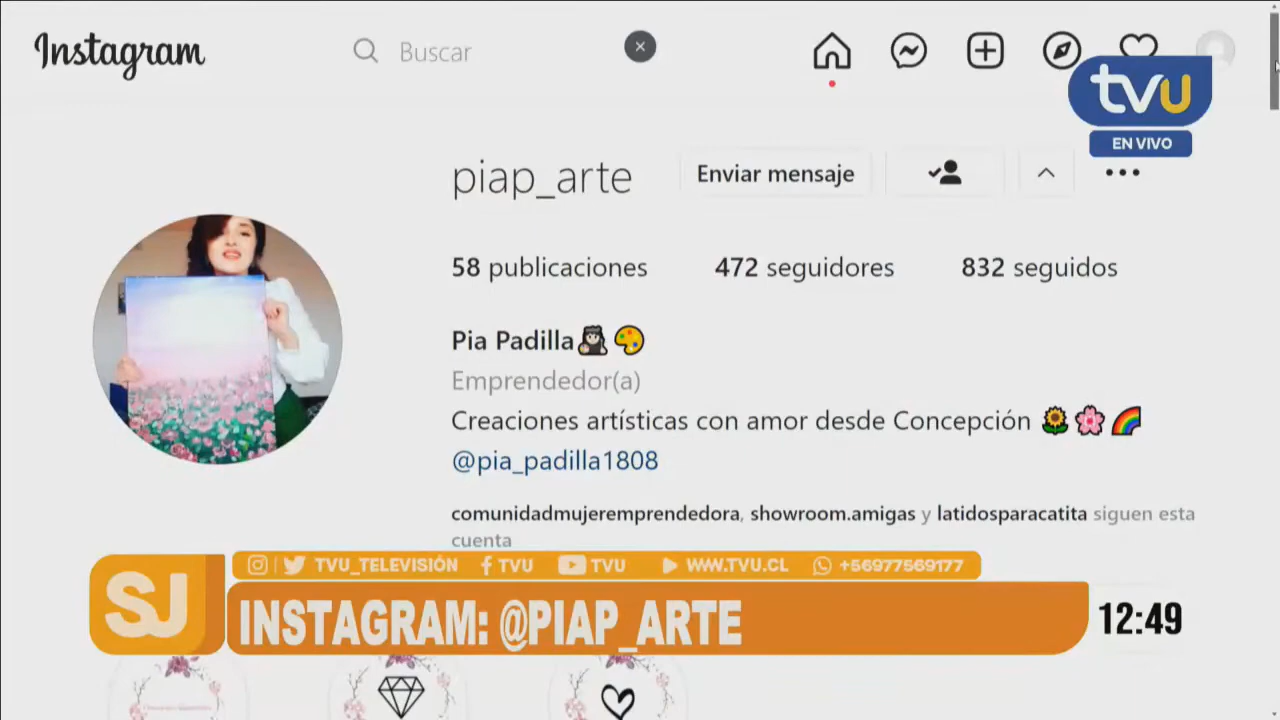 Instagram
Buscar
tvu
EN VIVO
piap_arte
Enviar mensaje
58 publicaciones
472 seguidores
832 seguidos
Pia Padilla
Emprendedor(a)
Creaciones artísticas con amor desde Concepción
@pia_padilla1808
comunidadmujeremprendedora, showroom.amigas y latidosparacatita siguen esta
cuenta
TVU_TELEVISIÓN
TVU
TVU
WWW.TVU.CL
+56977569177
SJ
INSTAGRAM: @PIAP_ARTE
12:49